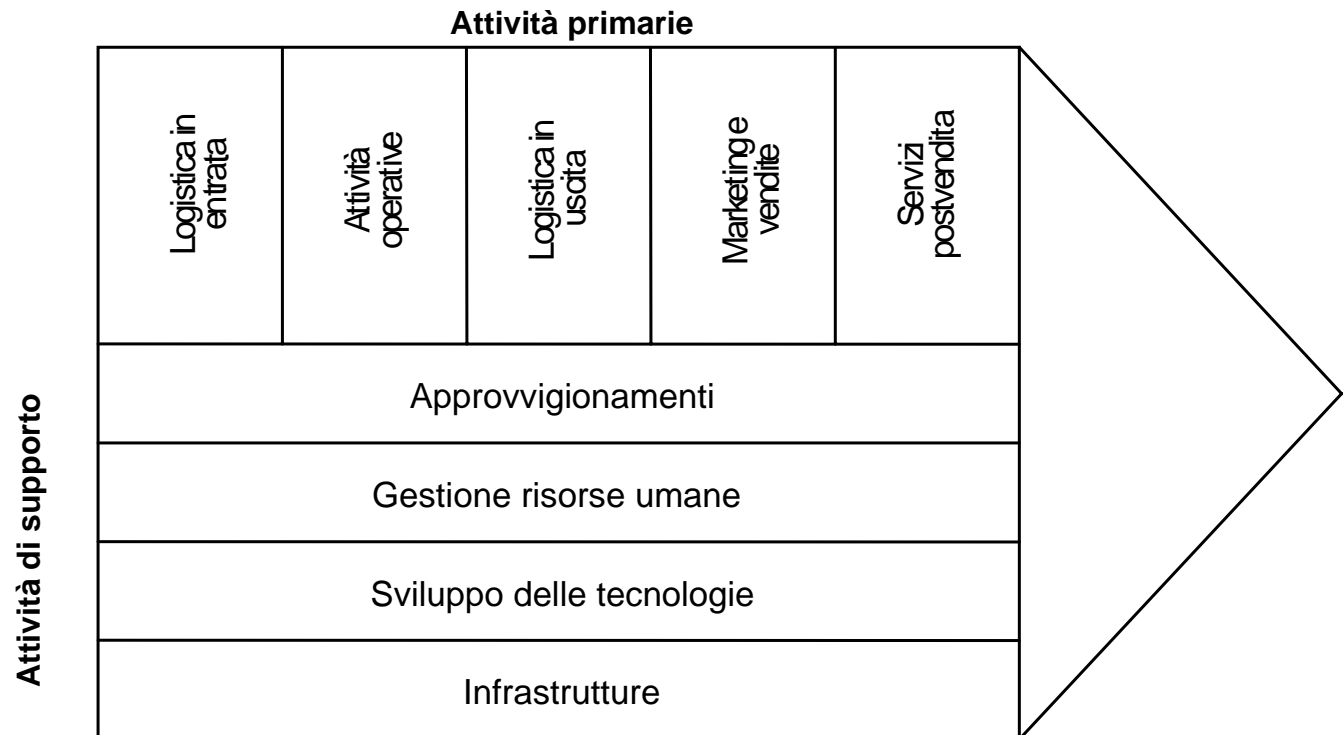 Attività primarie
Logistica in
entrata
Attività
operative
Logistica in
uscita
Marketing e
vendite
Servizi
postvendita
Attività di supporto
Approvvigionamenti
Gestione risorse umane
Sviluppo delle tecnologie
Infrastrutture